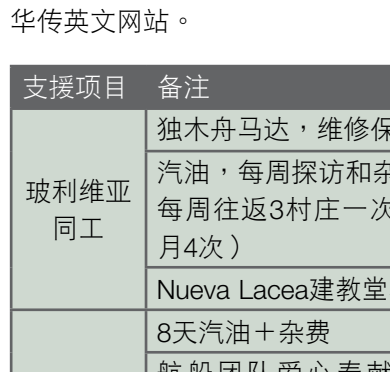 华传英文网站。
支援项目 备注
独木舟马达，维修保
玻利维亚
同工
汽油，每周探访和杂
每周往返3村庄一次
月4次）
Nueva Lacea建教堂
8天汽油＋杂费